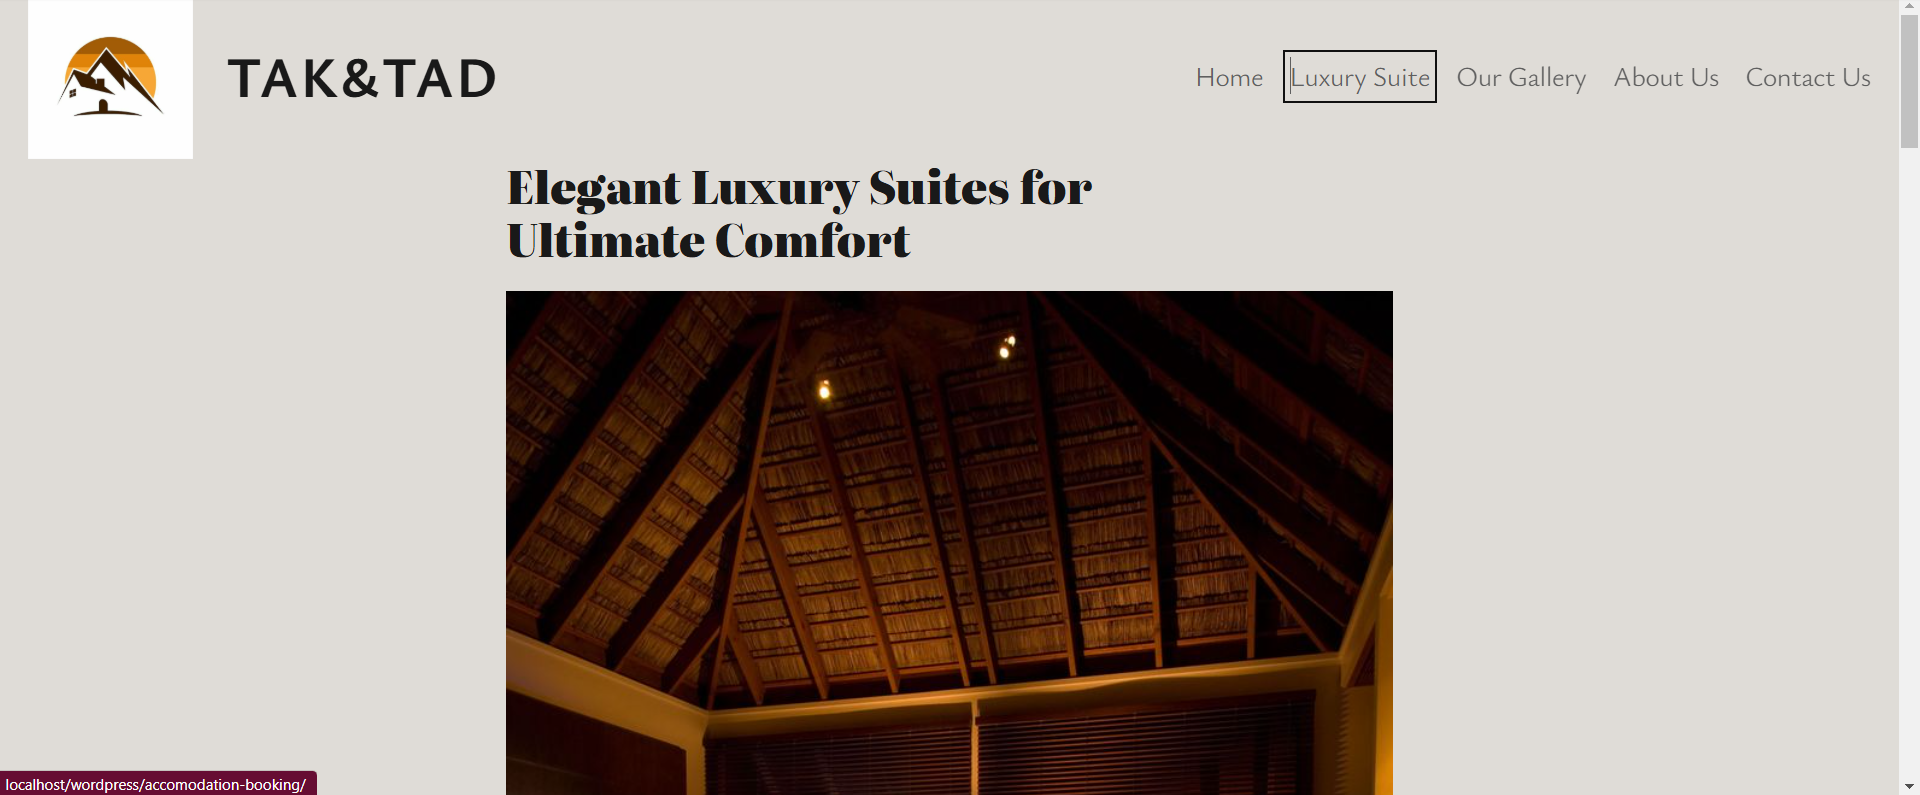 TAK&TAD
Home Luxury Suite Our Gallery About Us Contact Us
Elegant Luxury Suites for
Ultimate Comfort
localhost/wordpress/accomodation-booking/